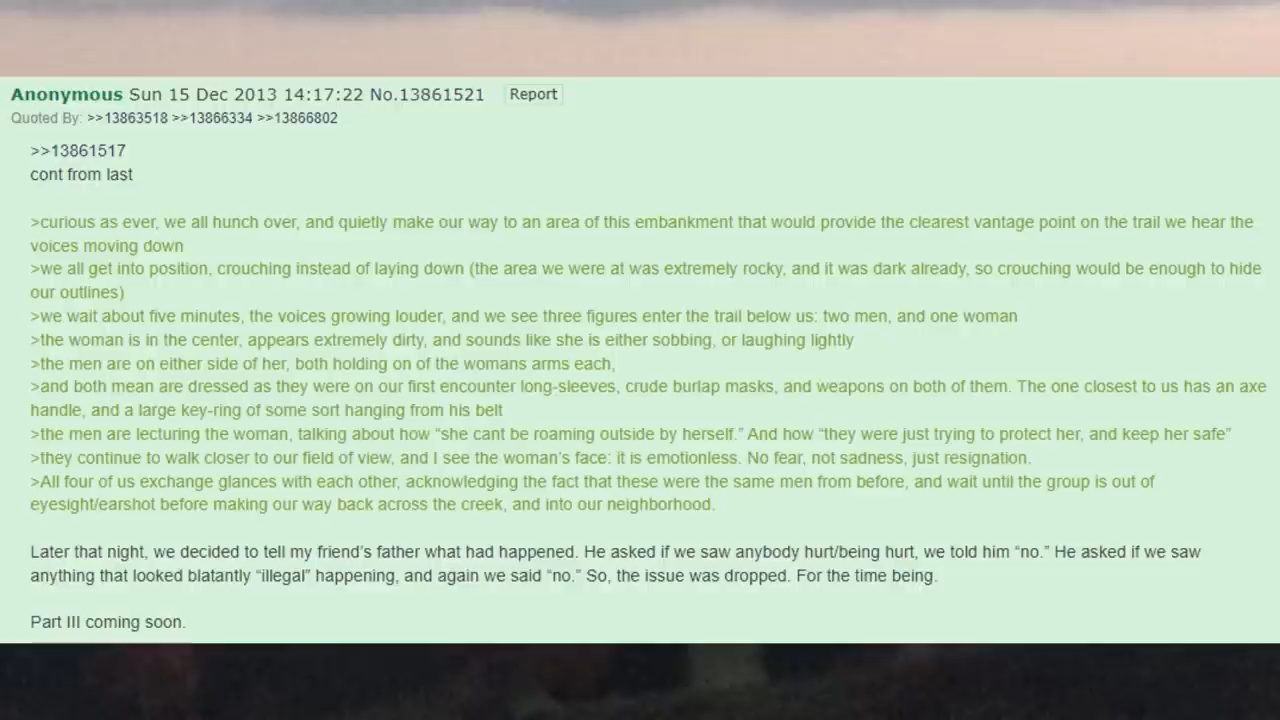 Anonymous Sun 15 Dec 2013 14:17:22 No.13861521 Report
Quoted By: >>13863518 >>13866334 >>13866802
>>13861517
cont from last
>curious as ever, we all hunch over, and quietly make our way to an area of this embankment that would provide the clearest vantage point on the trail we hear the
voices moving down
>we all get into position, crouching instead of laying down (the area we were at was extremely rocky, and it was dark already, so crouching would be enough to hide
our outlines)
>we wait about five minutes, the voices growing louder, and we see three figures enter the trail below us: two men, and one woman
>the woman is in the center, appears extremely dirty, and sounds like she is either sobbing, or laughing lightly
>the men are on either side of her, both holding on of the womans arms each,
>and both mean are dressed as they were on our first encounter long-sleeves, crude burlap masks, and weapons on both of them. The one closest to us has an axe
handle, and a large key-ring of some sort hanging from his belt
>the men are lecturing the woman, talking about how “she cant be roaming outside by herself.” And how “they were just trying to protect her, and keep her safe”
>they continue to walk closer to our field of view, and I see the woman’s face: it is emotionless. No fear, not sadness, just resignation.
>All four of us exchange glances with each other, acknowledging the fact that these were the same men from before, and wait until the group is out of
eyesight/earshot before making our way back across the creek, and into our neighborhood.
Later that night, we decided to tell my friend’s father what had happened. He asked if we saw anybody hurt/being hurt, we told him “no.” He asked if we saw
anything that looked blatantly “illegal” happening, and again we said “no.” So, the issue was dropped. For the time being.
Part III coming soon.